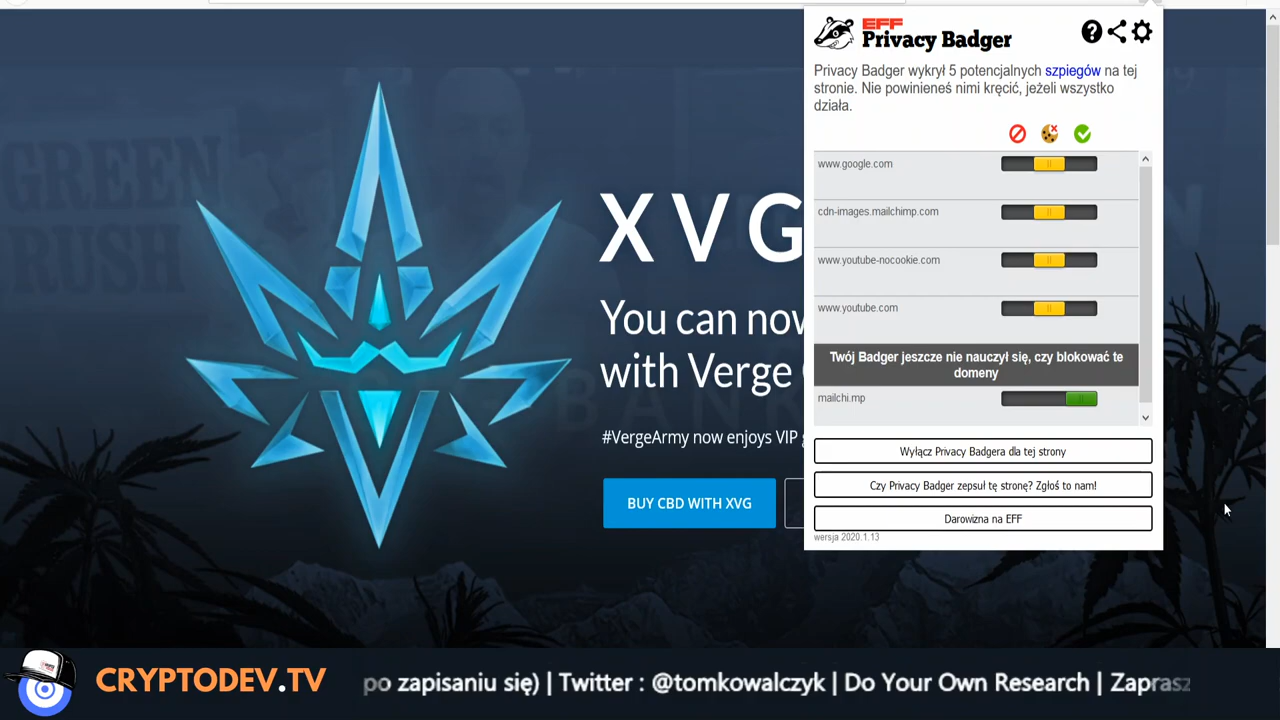 EFF
Privacy Badger
Privacy Badger wykrył 5 potencjalnych szpiegów na tej
stronie. Nie powinieneś nimi kręcić, jeżeli wszystko
działa.
www.google.com
cdn-images.mailchimp.com
www.youtube-nocookie.com
www.youtube.com
Twój Badger jeszcze nie nauczył się, czy blokować te
domeny
mailchi.mp
Wyłącz Privacy Badgera dla tej strony
Czy Privacy Badger zepsuł tę stronę? Zgłoś to nam!
Darowizna na EFF
wersja 2020.1.13
GREEN
RUSH
XVG
You can now
with Verge
BANK
#VergeArmy now enjoys VIP
BUY CBD WITH XVG
CRYPTODEV.TV
po zapisaniu się) | Twitter : @tomkowalczyk | Do Your Own Research | Zaprasz